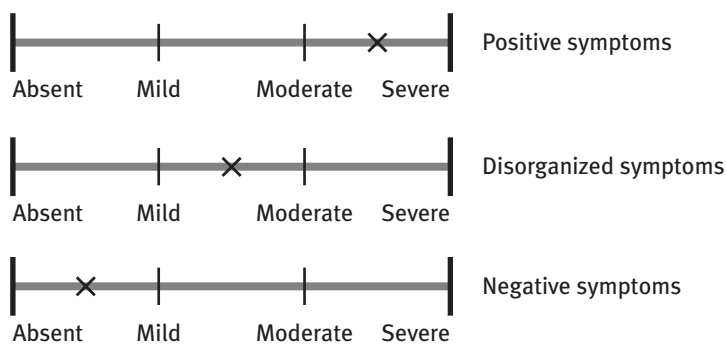 Positive symptoms
Absent Mild Moderate Severe
Disorganized symptoms
Absent Mild Moderate Severe
Negative symptoms
Absent Mild Moderate Severe